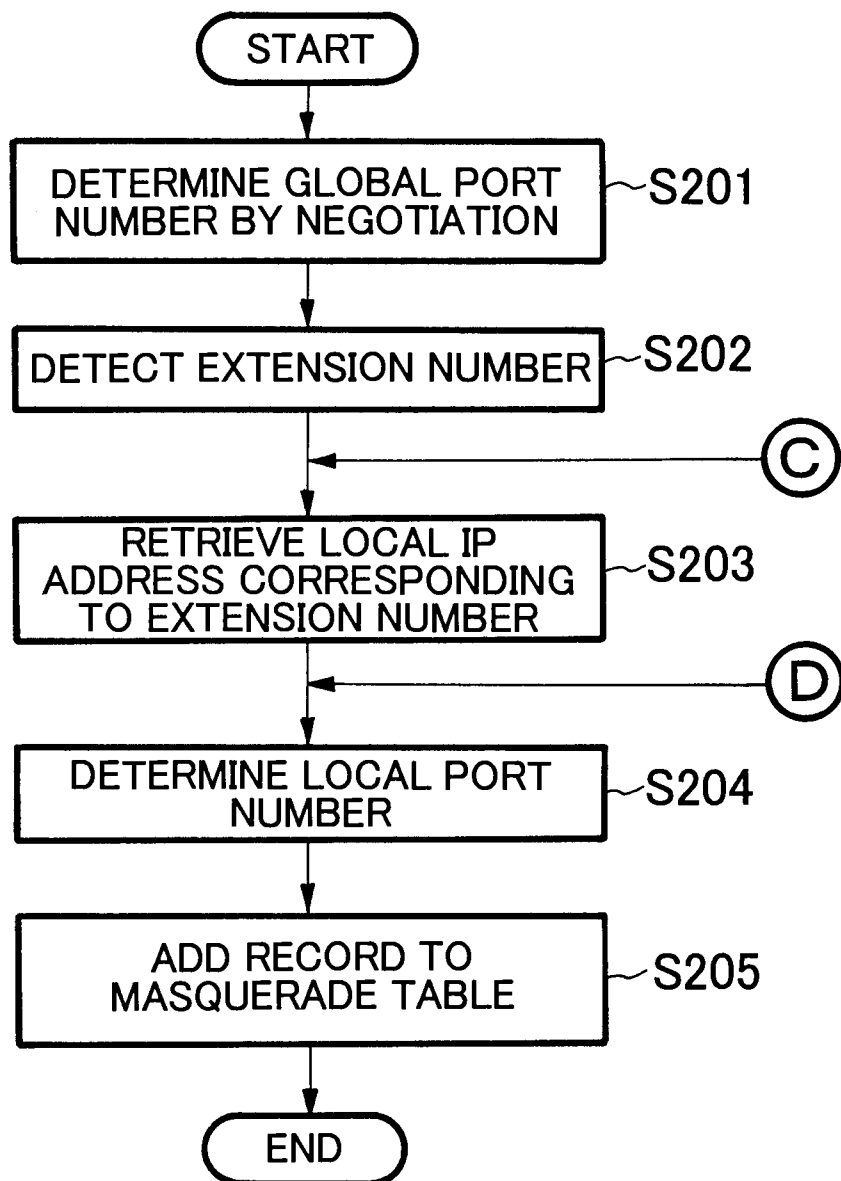 START
DETERMINE GLOBAL PORT
NUMBER BY NEGOTIATION
S201
DETECT EXTENSION NUMBER
S202
C
RETRIEVE LOCAL IP
ADDRESS CORRESPONDING
TO EXTENSION NUMBER
S203
D
DETERMINE LOCAL PORT
NUMBER
S204
ADD RECORD TO
MASQUERADE TABLE
S205
END